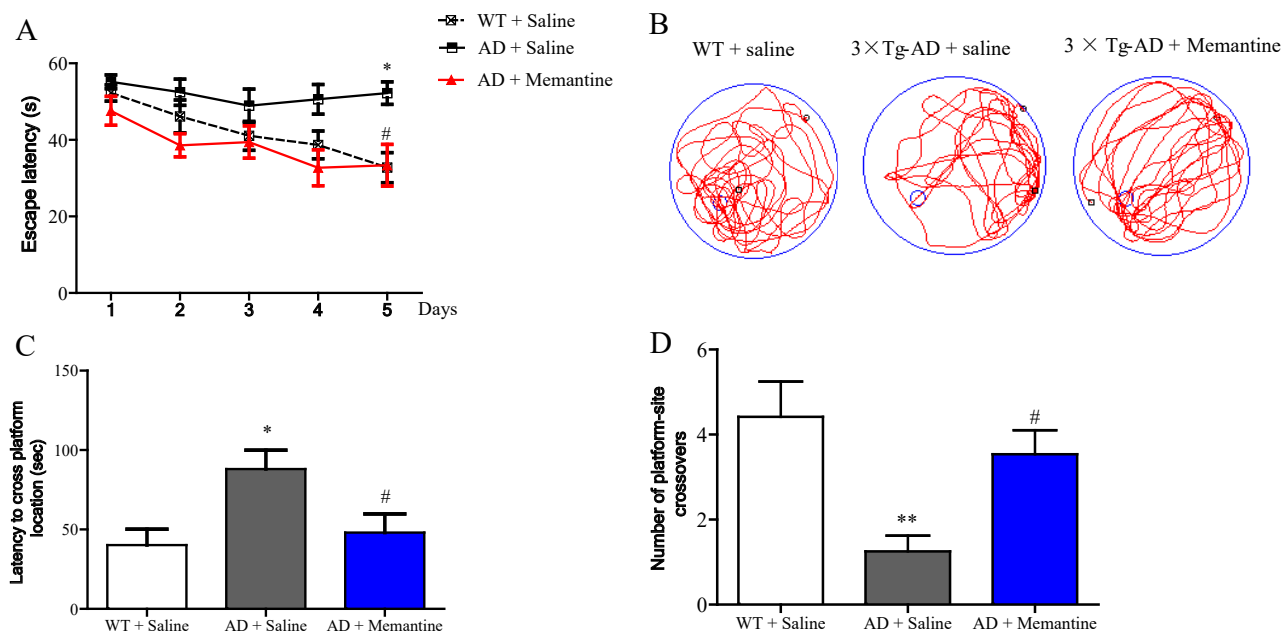 A
WT + Saline
AD + Saline
AD + Memantine
Escape latency (s)
60
40
20
0
*
#
1 2 3 4 5 Days
B
WT + saline
3×Tg-AD + saline
3 × Tg-AD + Memantine
C
Latency to cross platform
location (sec)
150
100
50
0
*
#
WT + Saline
AD + Saline
AD + Memantine
D
Number of platform-site
crossovers
6
4
2
0
**
#
WT + Saline
AD + Saline
AD + Memantine